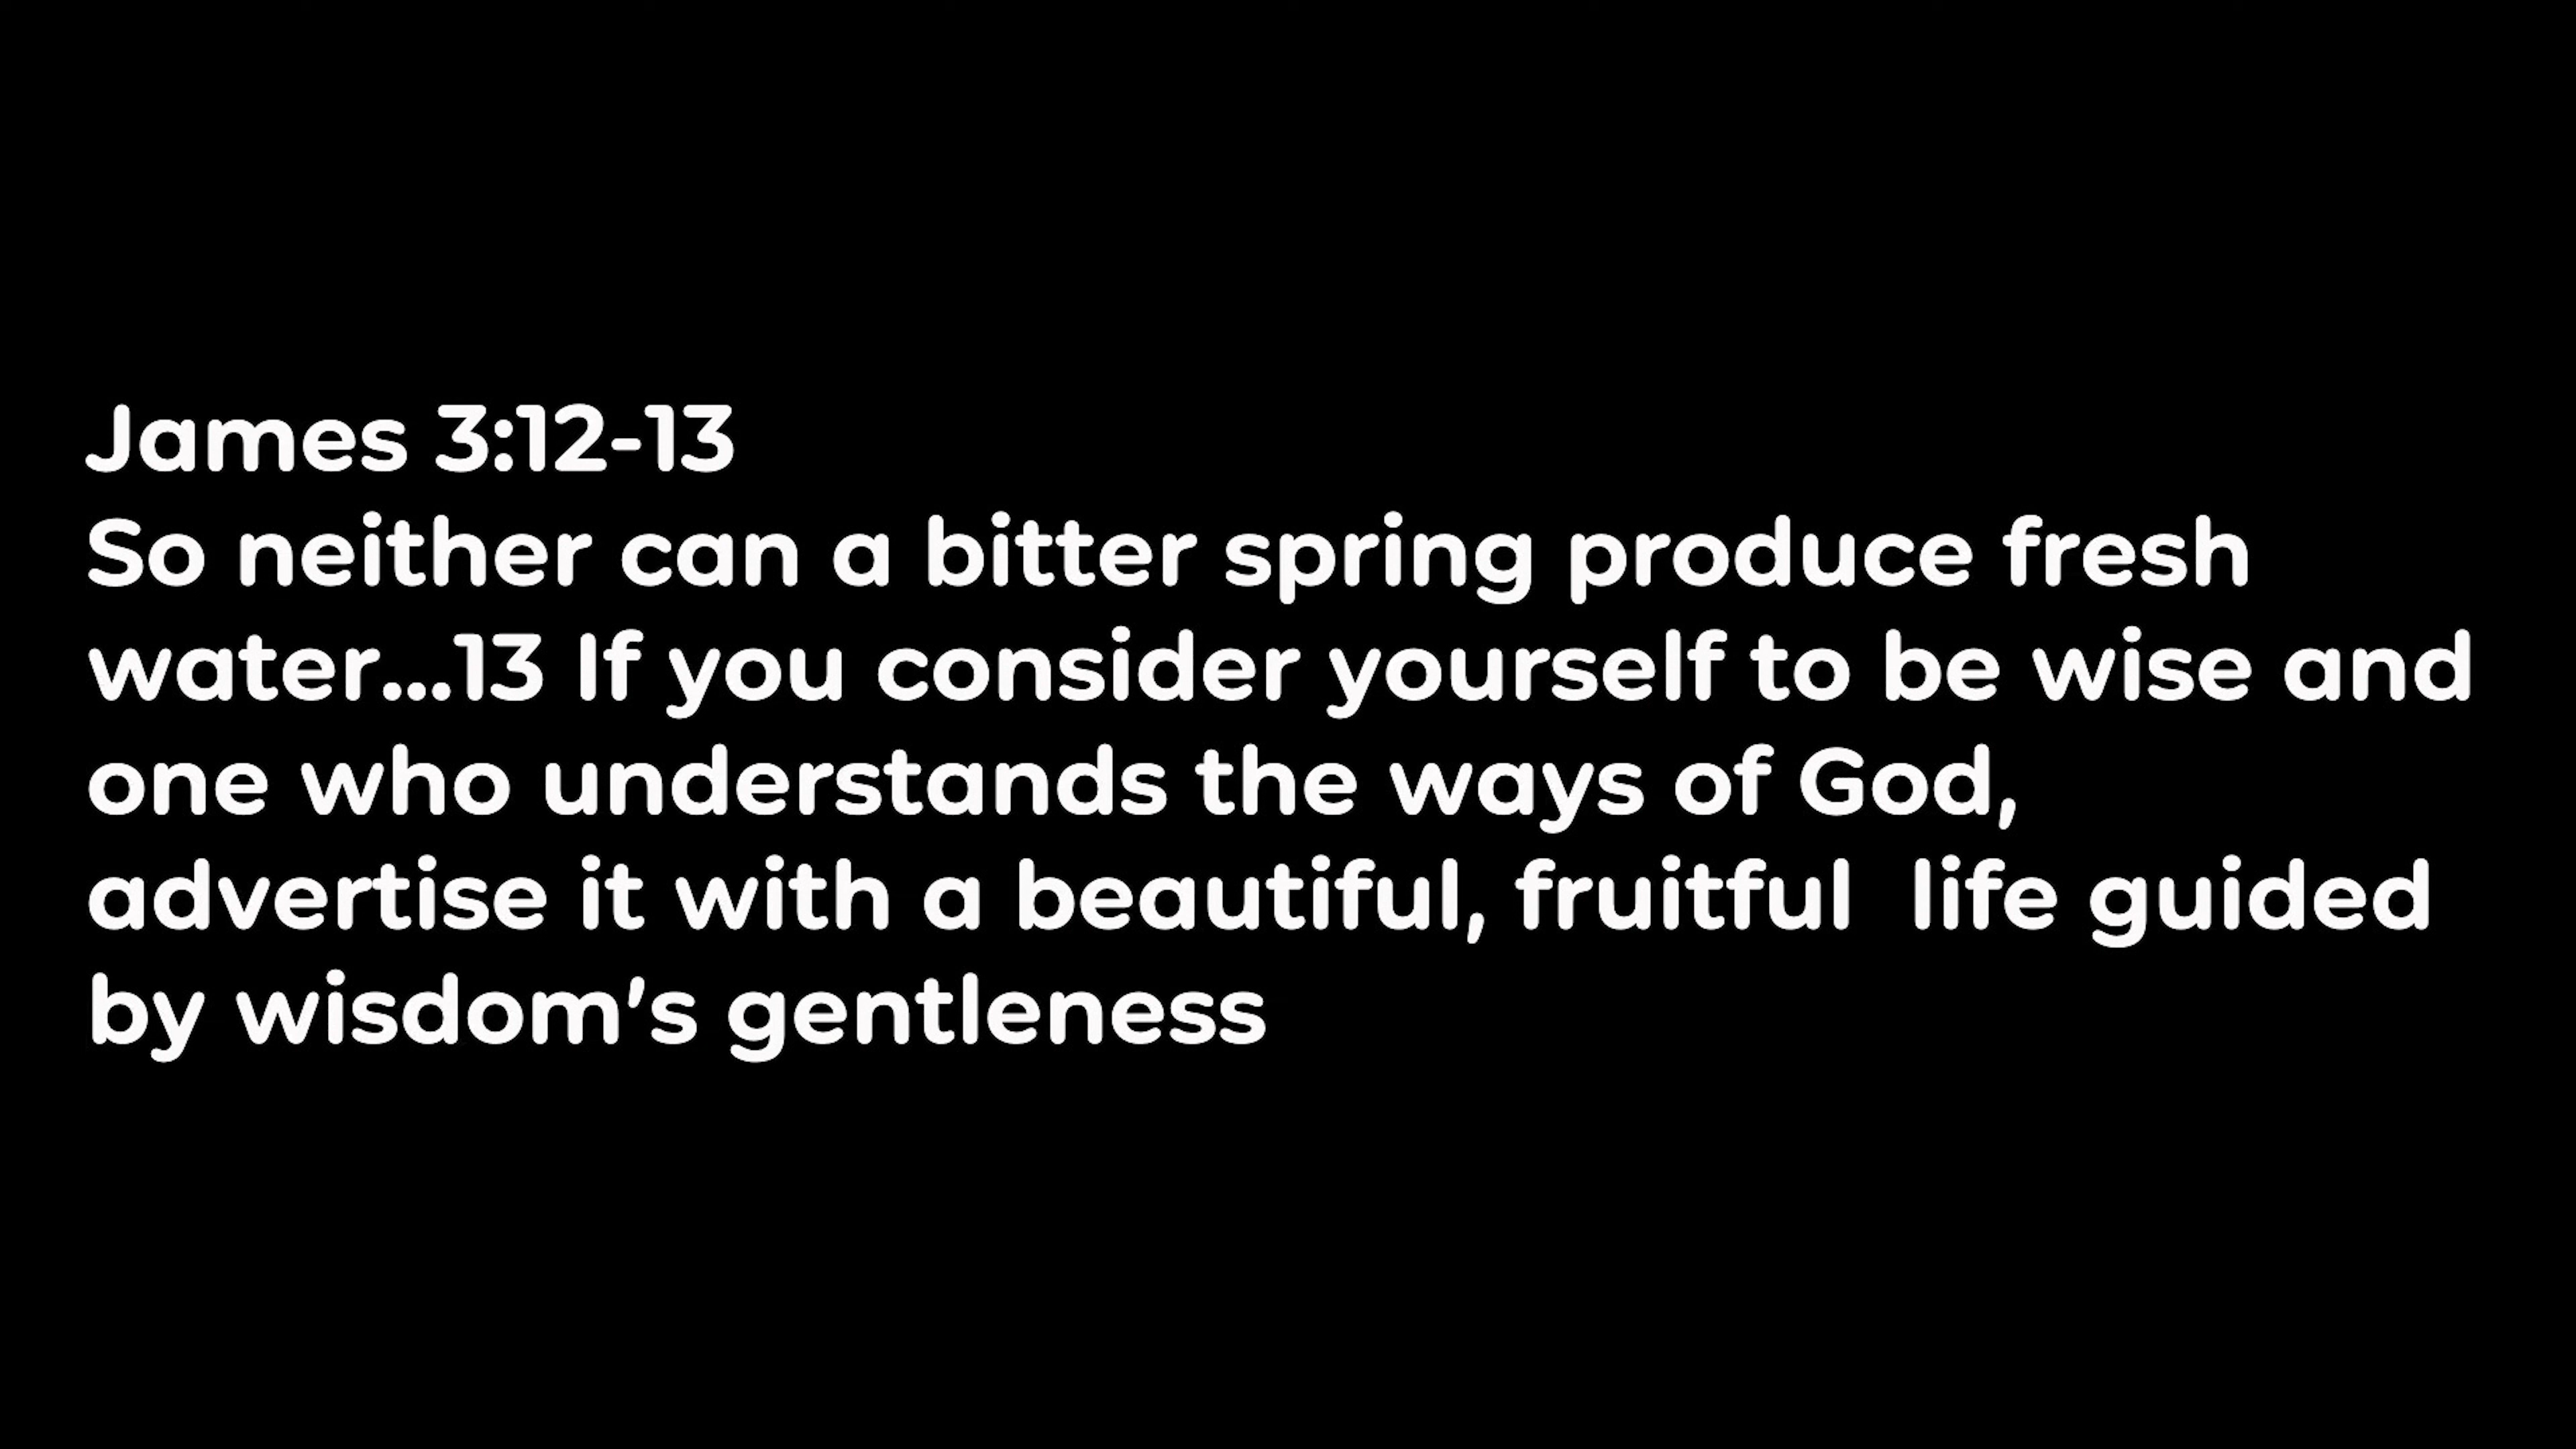 James 3:12-13
So neither can a bitter spring produce fresh
water...13 If you consider yourself to be wise and
one who understands the ways of God,
advertise it with a beautiful, fruitful  life guided
by wisdom's gentleness